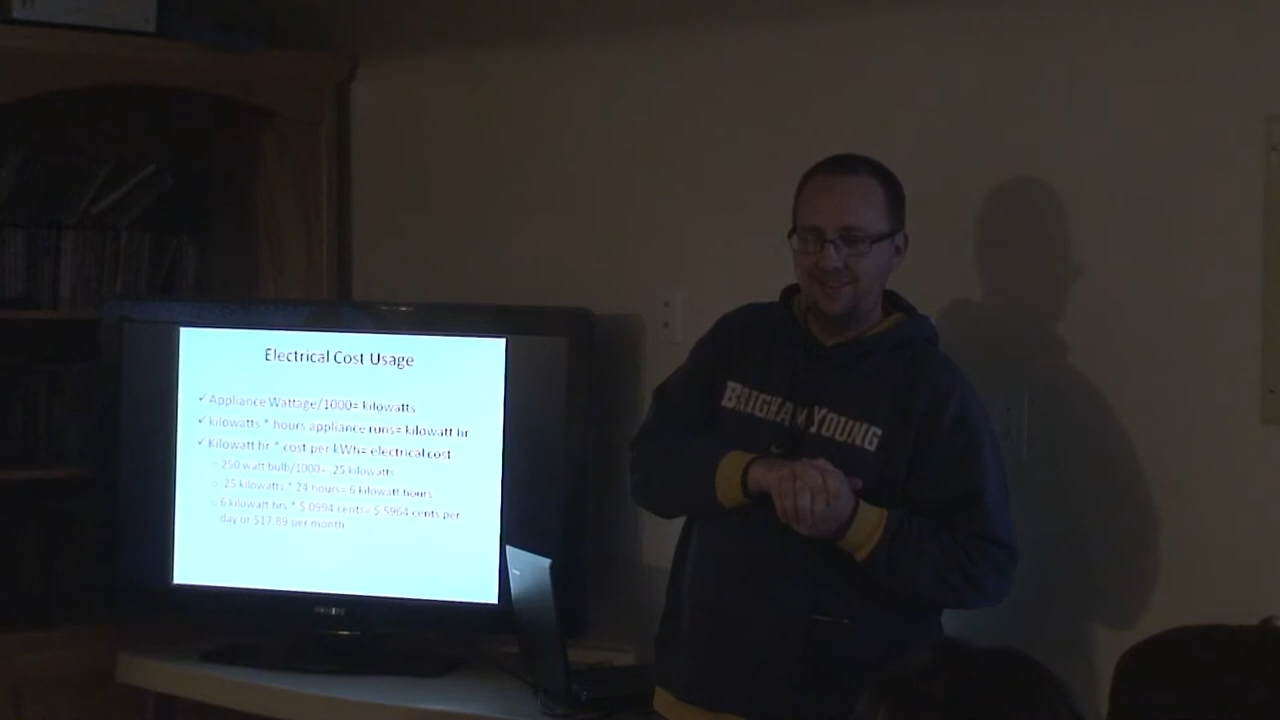 Electrical Cost Usage
✓ Appliance Wattage/1000= kilowatts
✓ kilowatts * hours appliance runs= kilowatt hr
✓ Kilowatt hr * cost per kWh= electrical cost
○ 250 watt bulb/1000= .25 kilowatts
○ .25 kilowatts * 24 hours= 6 kilowatt hours
○ 6 kilowatt hrs * $.0994 cents= $.5964 cents per
day or $17.89 per month
PHILIPS
BRIGHAM YOUNG